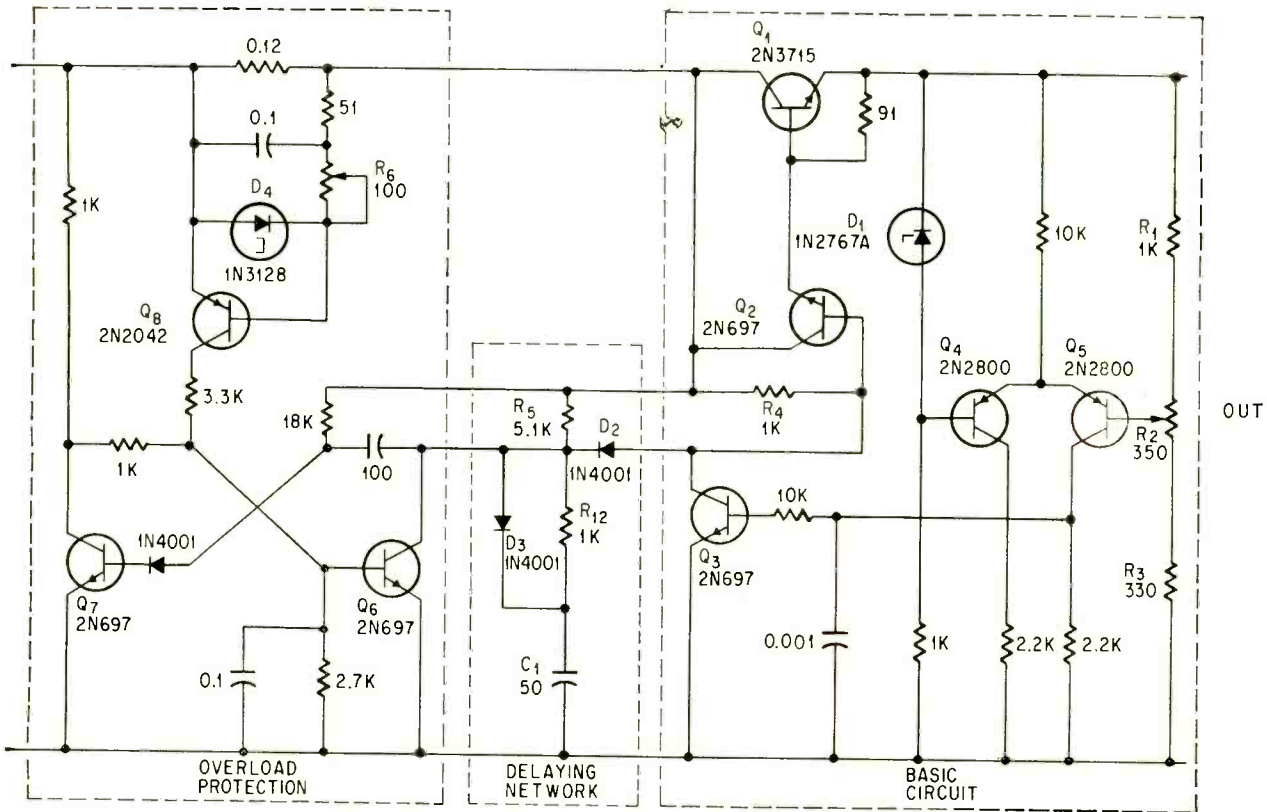 0.12
51
0.1
R6
100
D4
1N3128
1K
Q8
2N2042
3.3K
1K
18K
100
1N4001
Q7
2N697
Q6
2N697
0.1
2.7K
OVERLOAD
PROTECTION
R5
5.1K
D2
1N4001
D3
1N4001
R12
1K
C1
50
DELAYING
NETWORK
Q1
2N3715
91
D1
1N2767A
10K
R1
1K
Q2
2N697
Q4
2N2800
Q5
2N2800
R4
1K
R2
350
OUT
10K
Q3
2N697
R3
330
0.001
1K
2.2K
2.2K
BASIC
CIRCUIT